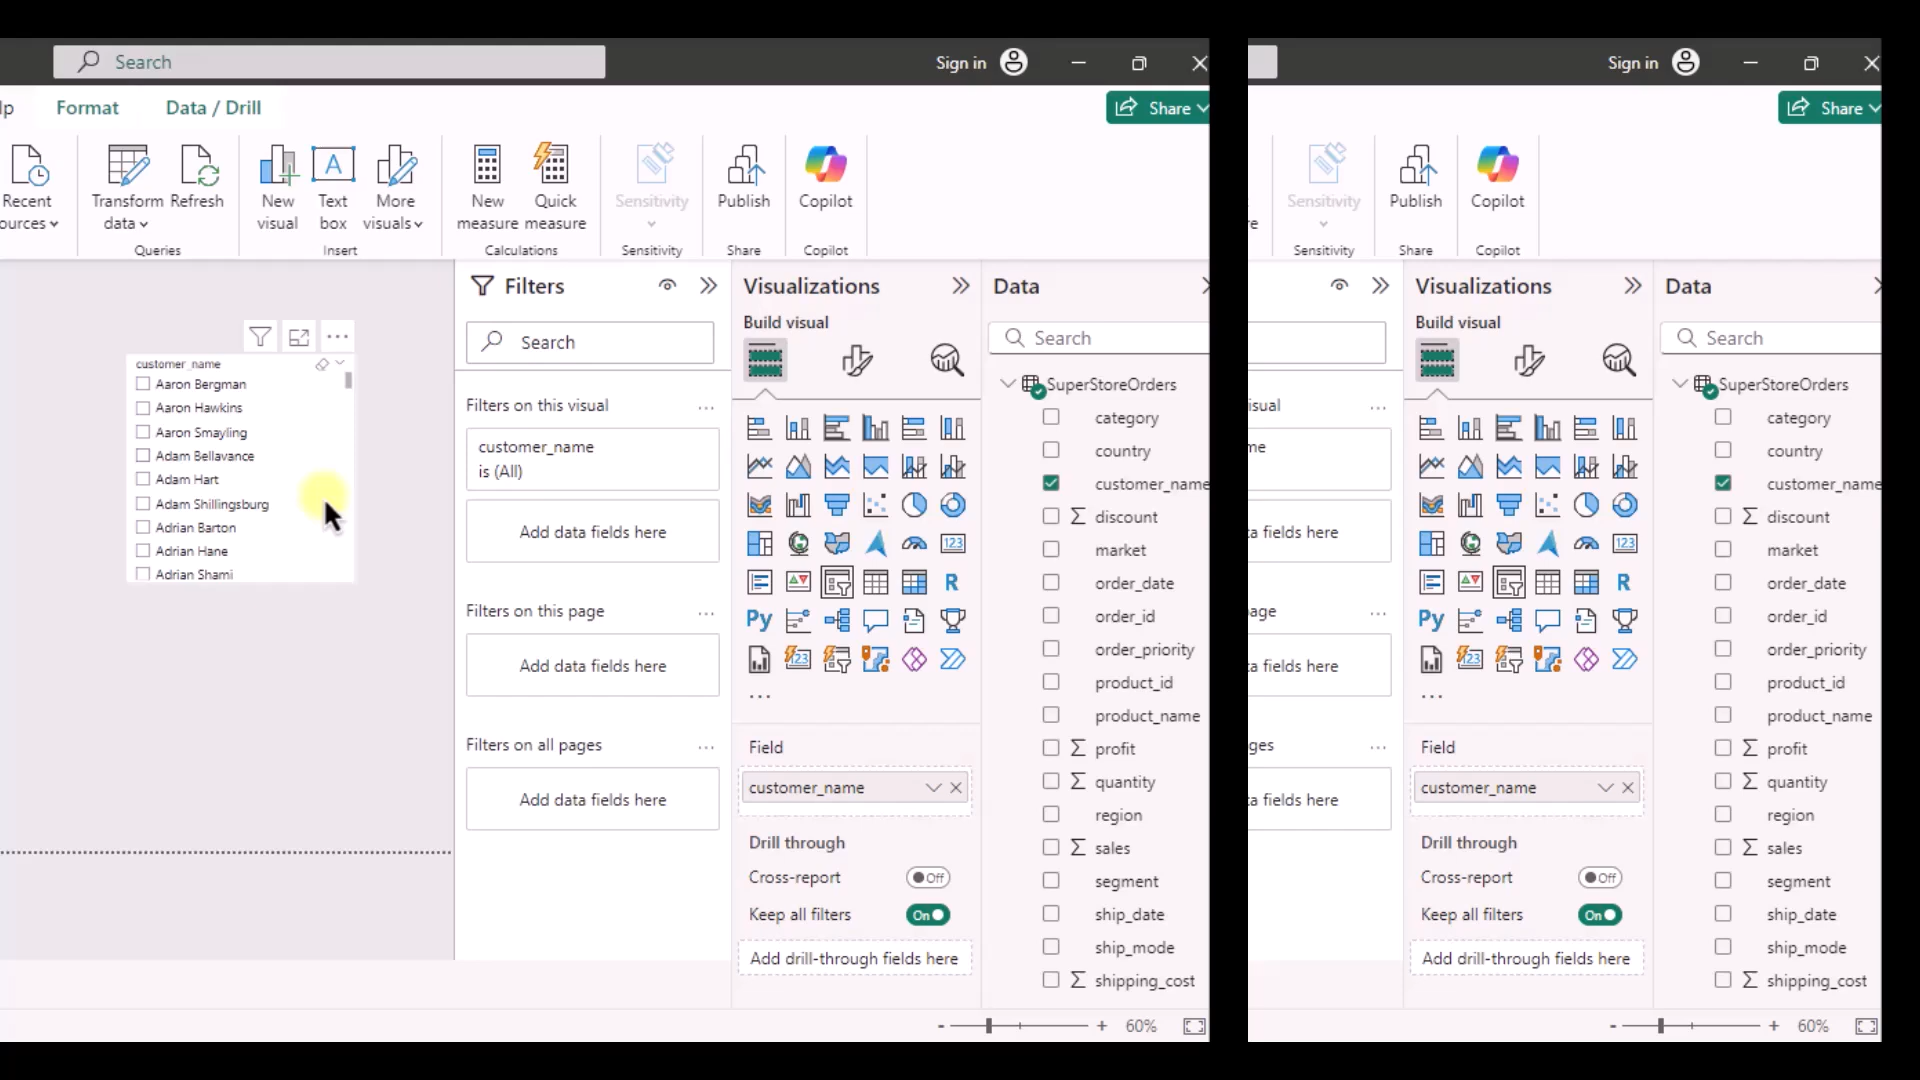 Search
Sign in
lp
Format
Data / Drill
Share
Recent
ources
Transform
data
Refresh
New
visual
Text
box
More
visuals
New
measure
Quick
measure
Sensitivity
Publish
Copilot
Queries
Insert
Calculations
Sensitivity
Share
Copilot
customer_name
Aaron Bergman
Aaron Hawkins
Aaron Smayling
Adam Bellavance
Adam Hart
Adam Shillingsburg
Adrian Barton
Adrian Hane
Adrian Shami
Filters
Search
Filters on this visual
customer_name
is (All)
Add data fields here
Filters on this page
Add data fields here
Filters on all pages
Add data fields here
Visualizations
Build visual
123
R
Py
123
Field
customer_name
Drill through
Cross-report
Off
Keep all filters
On
Add drill-through fields here
Data
Search
SuperStoreOrders
category
country
customer_name
Σ discount
market
order_date
order_id
order_priority
product_id
product_name
Σ profit
Σ quantity
region
Σ sales
segment
ship_date
ship_mode
Σ shipping_cost
- + 60%
Sign in
Share
e
Sensitivity
Publish
Copilot
Sensitivity
Share
Copilot
isual
me
a fields here
age
a fields here
ges
a fields here
Visualizations
Build visual
123
R
Py
123
Field
customer_name
Drill through
Cross-report
Off
Keep all filters
On
Add drill-through fields here
Data
Search
SuperStoreOrders
category
country
customer_name
Σ discount
market
order_date
order_id
order_priority
product_id
product_name
Σ profit
Σ quantity
region
Σ sales
segment
ship_date
ship_mode
Σ shipping_cost
- + 60%